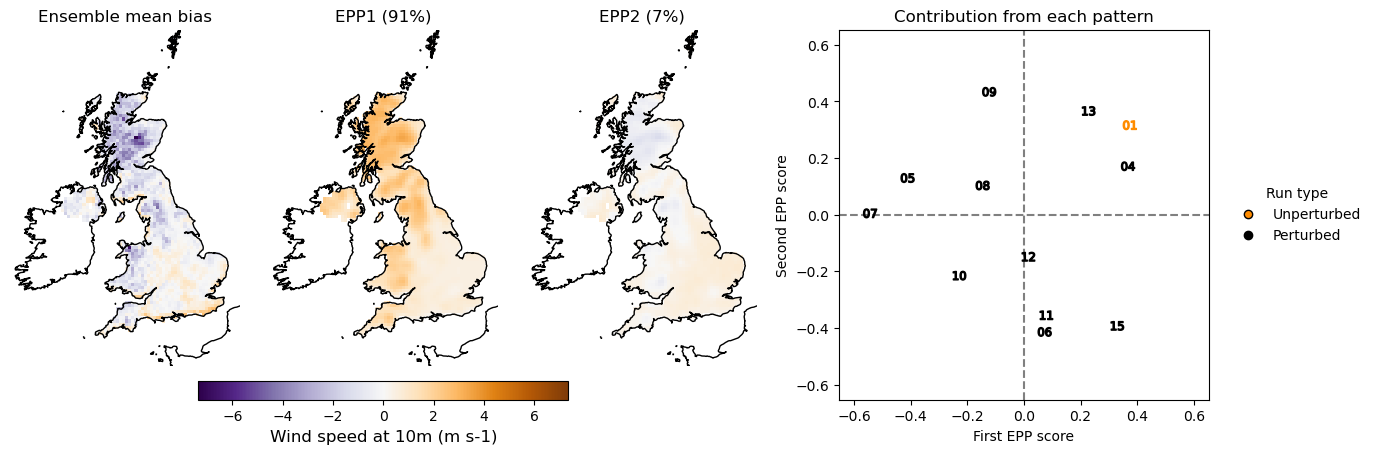 Ensemble mean bias
EPP1 (91%)
EPP2 (7%)
−6 −4 −2 0 2 4 6
Wind speed at 10m (m s-1)
Contribution from each pattern
0.6
0.4
0.2
0.0
−0.2
−0.4
−0.6
Second EPP score
09
13
01
04
05
08
07
12
10
11
06
15
−0.6 −0.4 −0.2 0.0 0.2 0.4 0.6
First EPP score
Run type
Unperturbed
Perturbed